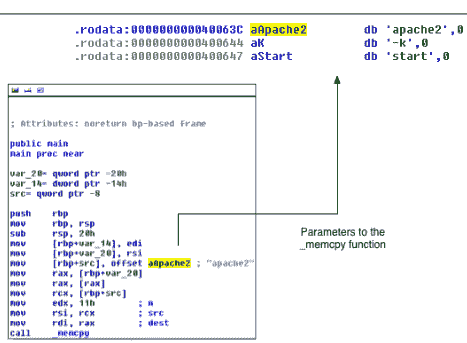 .rodata:000000000040063C aApache2 db 'apache2',0
.rodata:0000000000400644 aK db '-k',0
.rodata:0000000000400647 aStart db 'start',0
; Attributes: noreturn bp-based frame
public main
main proc near
var_20= qword ptr -20h
var_14= dword ptr -14h
src= qword ptr -8
push rbp
mov rbp, rsp
sub rsp, 20h
mov [rbp+var_14], edi
mov [rbp+var_20], rsi
mov [rbp+src], offset aApache2 ; "apache2"
mov rax, [rbp+var_20]
mov rax, [rax]
mov rcx, [rbp+src]
mov edx, 11h ; n
mov rsi, rcx ; src
mov rdi, rax ; dest
call _memcpy
Parameters to the
_memcpy function